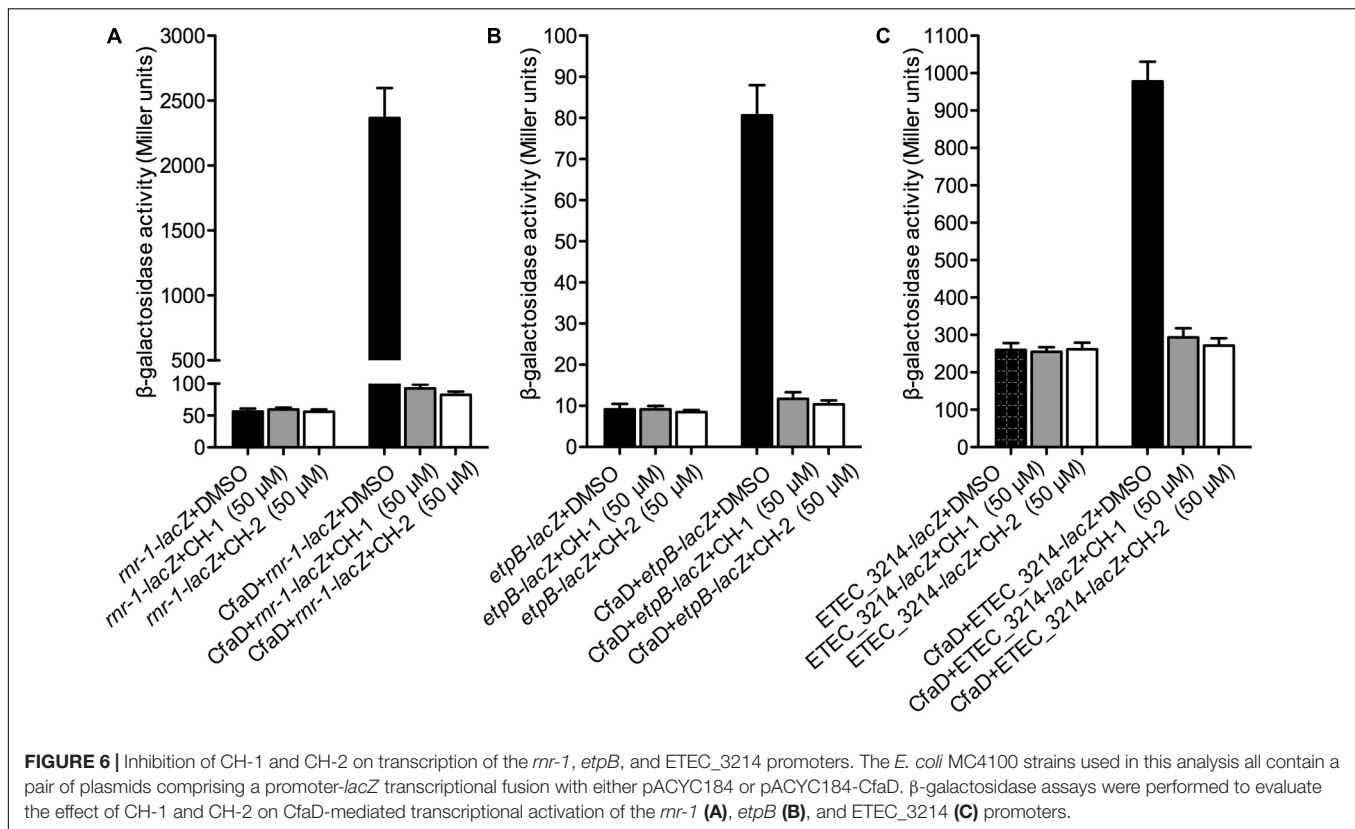 A
β-galactosidase activity (Miller units)
3000
2500
2000
1500
1000
500
100
50
0
rnr-1-lacZ+DMSO
rnr-1-lacZ+CH-1 (50 μM)
rnr-1-lacZ+CH-2 (50 μM)
CfaD+rnr-1-lacZ+DMSO
CfaD+rnr-1-lacZ+CH-1 (50 μM)
CfaD+rnr-1-lacZ+CH-2 (50 μM)
B
β-galactosidase activity (Miller units)
100
90
80
70
60
50
40
30
20
10
0
etpB-lacZ+DMSO
etpB-lacZ+CH-1 (50 μM)
etpB-lacZ+CH-2 (50 μM)
CfaD+etpB-lacZ+DMSO
CfaD+etpB-lacZ+CH-1 (50 μM)
CfaD+etpB-lacZ+CH-2 (50 μM)
C
β-galactosidase activity (Miller units)
1100
1000
900
800
700
600
500
400
300
200
100
0
ETEC_3214-lacZ+DMSO
ETEC_3214-lacZ+CH-1 (50 μM)
ETEC_3214-lacZ+CH-2 (50 μM)
CfaD+ETEC_3214-lacZ+DMSO
CfaD+ETEC_3214-lacZ+CH-1 (50 μM)
CfaD+ETEC_3214-lacZ+CH-2 (50 μM)
FIGURE 6 | Inhibition of CH-1 and CH-2 on transcription of the rnr-1, etpB, and ETEC_3214 promoters. The E. coli MC4100 strains used in this analysis all contain a
pair of plasmids comprising a promoter-lacZ transcriptional fusion with either pACYC184 or pACYC184-CfaD. β-galactosidase assays were performed to evaluate
the effect of CH-1 and CH-2 on CfaD-mediated transcriptional activation of the rnr-1 (A), etpB (B), and ETEC_3214 (C) promoters.